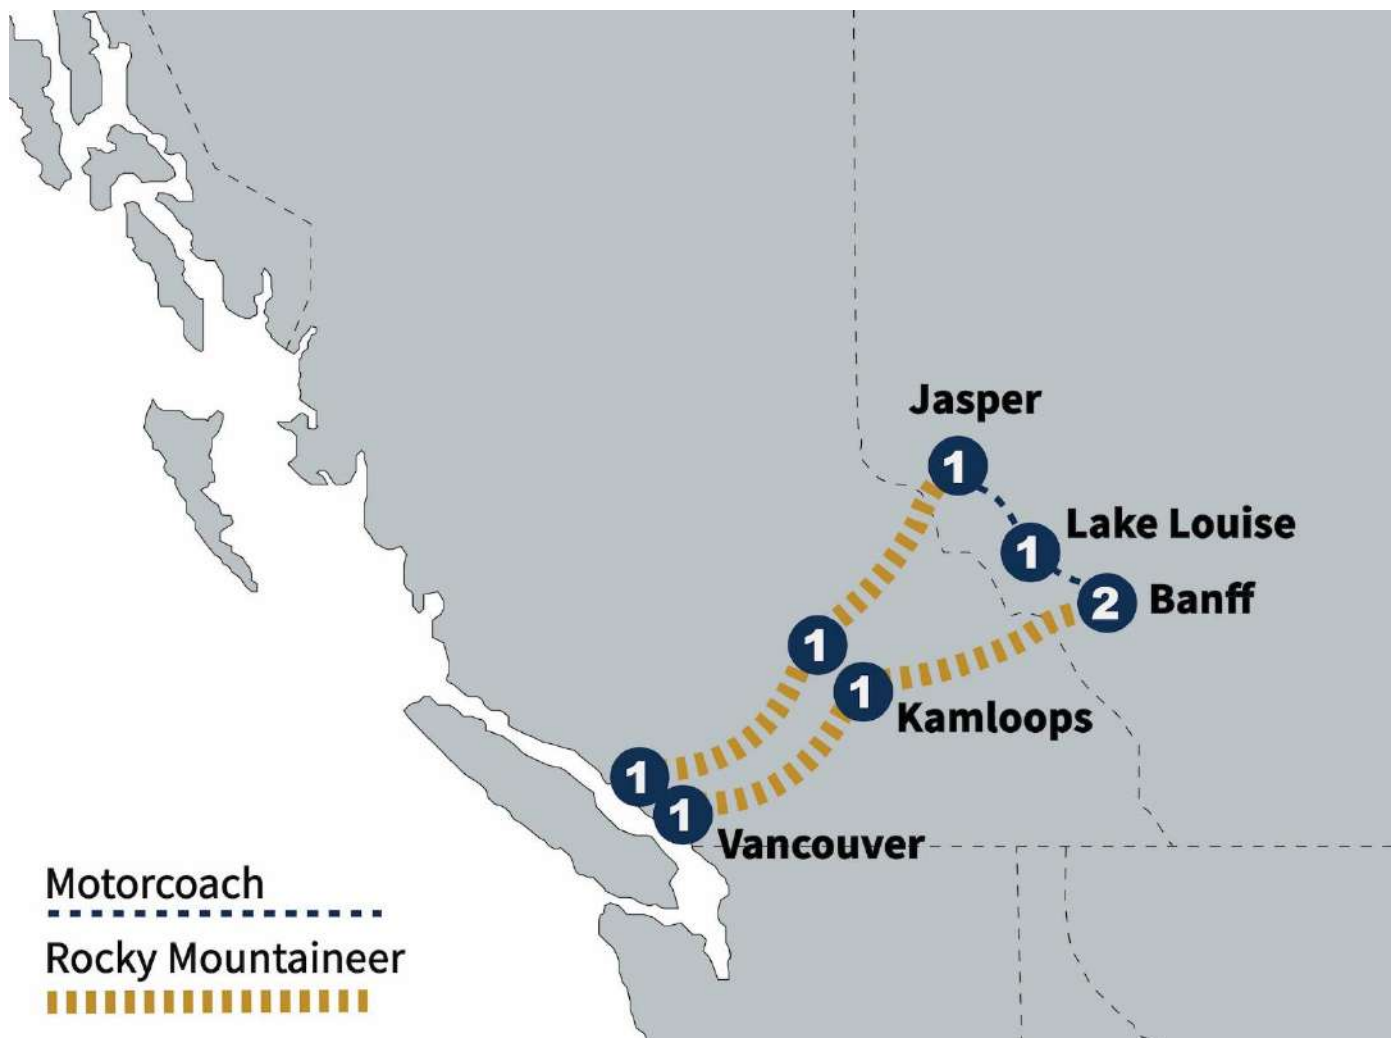 Jasper
1
Lake Louise
1
2 Banff
1
1
Kamloops
1
1
Vancouver
Motorcoach
Rocky Mountaineer